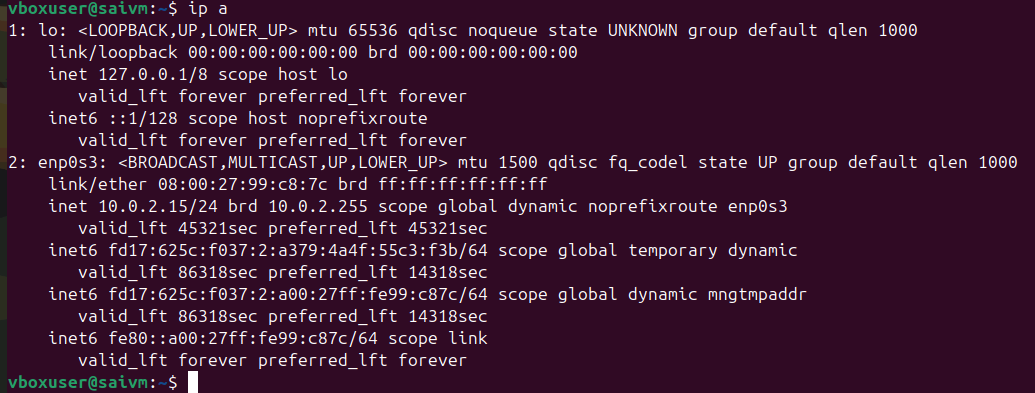 vboxuser@saivm:~$ ip a
1: lo: <LOOPBACK,UP,LOWER_UP> mtu 65536 qdisc noqueue state UNKNOWN group default qlen 1000
    link/loopback 00:00:00:00:00:00 brd 00:00:00:00:00:00
    inet 127.0.0.1/8 scope host lo
       valid_lft forever preferred_lft forever
    inet6 ::1/128 scope host noprefixroute
       valid_lft forever preferred_lft forever
2: enp0s3: <BROADCAST,MULTICAST,UP,LOWER_UP> mtu 1500 qdisc fq_codel state UP group default qlen 1000
    link/ether 08:00:27:99:c8:7c brd ff:ff:ff:ff:ff:ff
    inet 10.0.2.15/24 brd 10.0.2.255 scope global dynamic noprefixroute enp0s3
       valid_lft 45321sec preferred_lft 45321sec
    inet6 fd17:625c:f037:2:a379:4a4f:55c3:f3b/64 scope global temporary dynamic
       valid_lft 86318sec preferred_lft 14318sec
    inet6 fd17:625c:f037:2:a00:27ff:fe99:c87c/64 scope global dynamic mngtmpaddr
       valid_lft 86318sec preferred_lft 14318sec
    inet6 fe80::a00:27ff:fe99:c87c/64 scope link
       valid_lft forever preferred_lft forever
vboxuser@saivm:~$